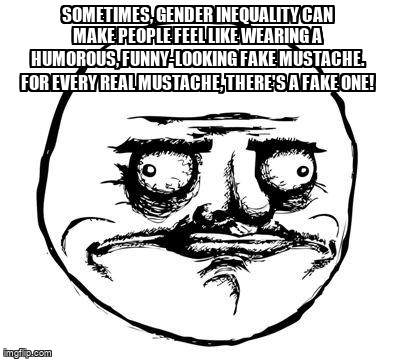 SOMETIMES, GENDER INEQUALITY CAN
MAKE PEOPLE FEEL LIKE WEARING A
HUMOROUS, FUNNY-LOOKING FAKE MUSTACHE.
FOR EVERY REAL MUSTACHE, THERE'S A FAKE ONE!
imgflip.com